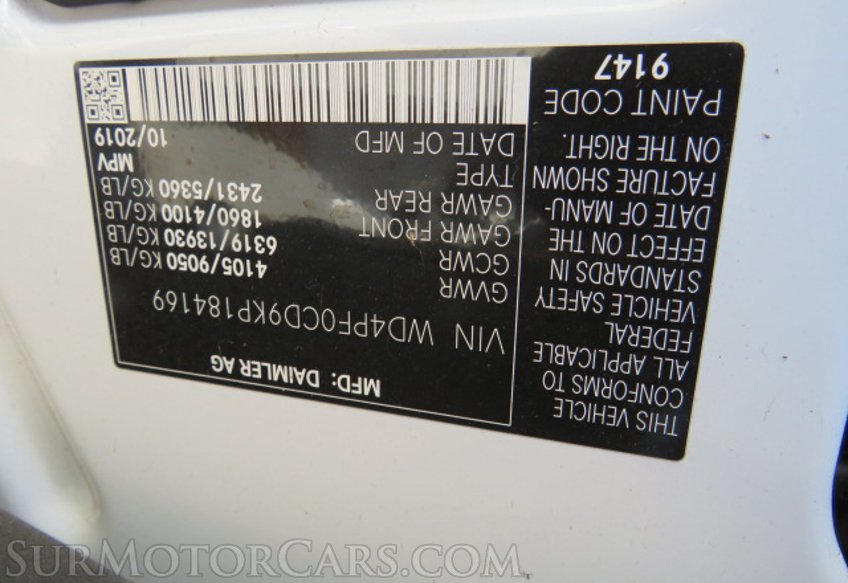 MFD: DAIMLER AG
VIN WD4PF0CD9KP184169
GVWR 4105/9050 KG/LB
GCWR 6319/13930 KG/LB
GAWR FRONT 1860/4100 KG/LB
GAWR REAR 2431/5360 KG/LB
TYPE MPV
DATE OF MFD 10/2019
THIS VEHICLE
CONFORMS TO
ALL APPLICABLE
FEDERAL
VEHICLE SAFETY
STANDARDS IN
EFFECT ON THE
DATE OF MANU-
FACTURE SHOWN
ON THE RIGHT.
PAINT CODE
9147
SURMOTORCARS.COM